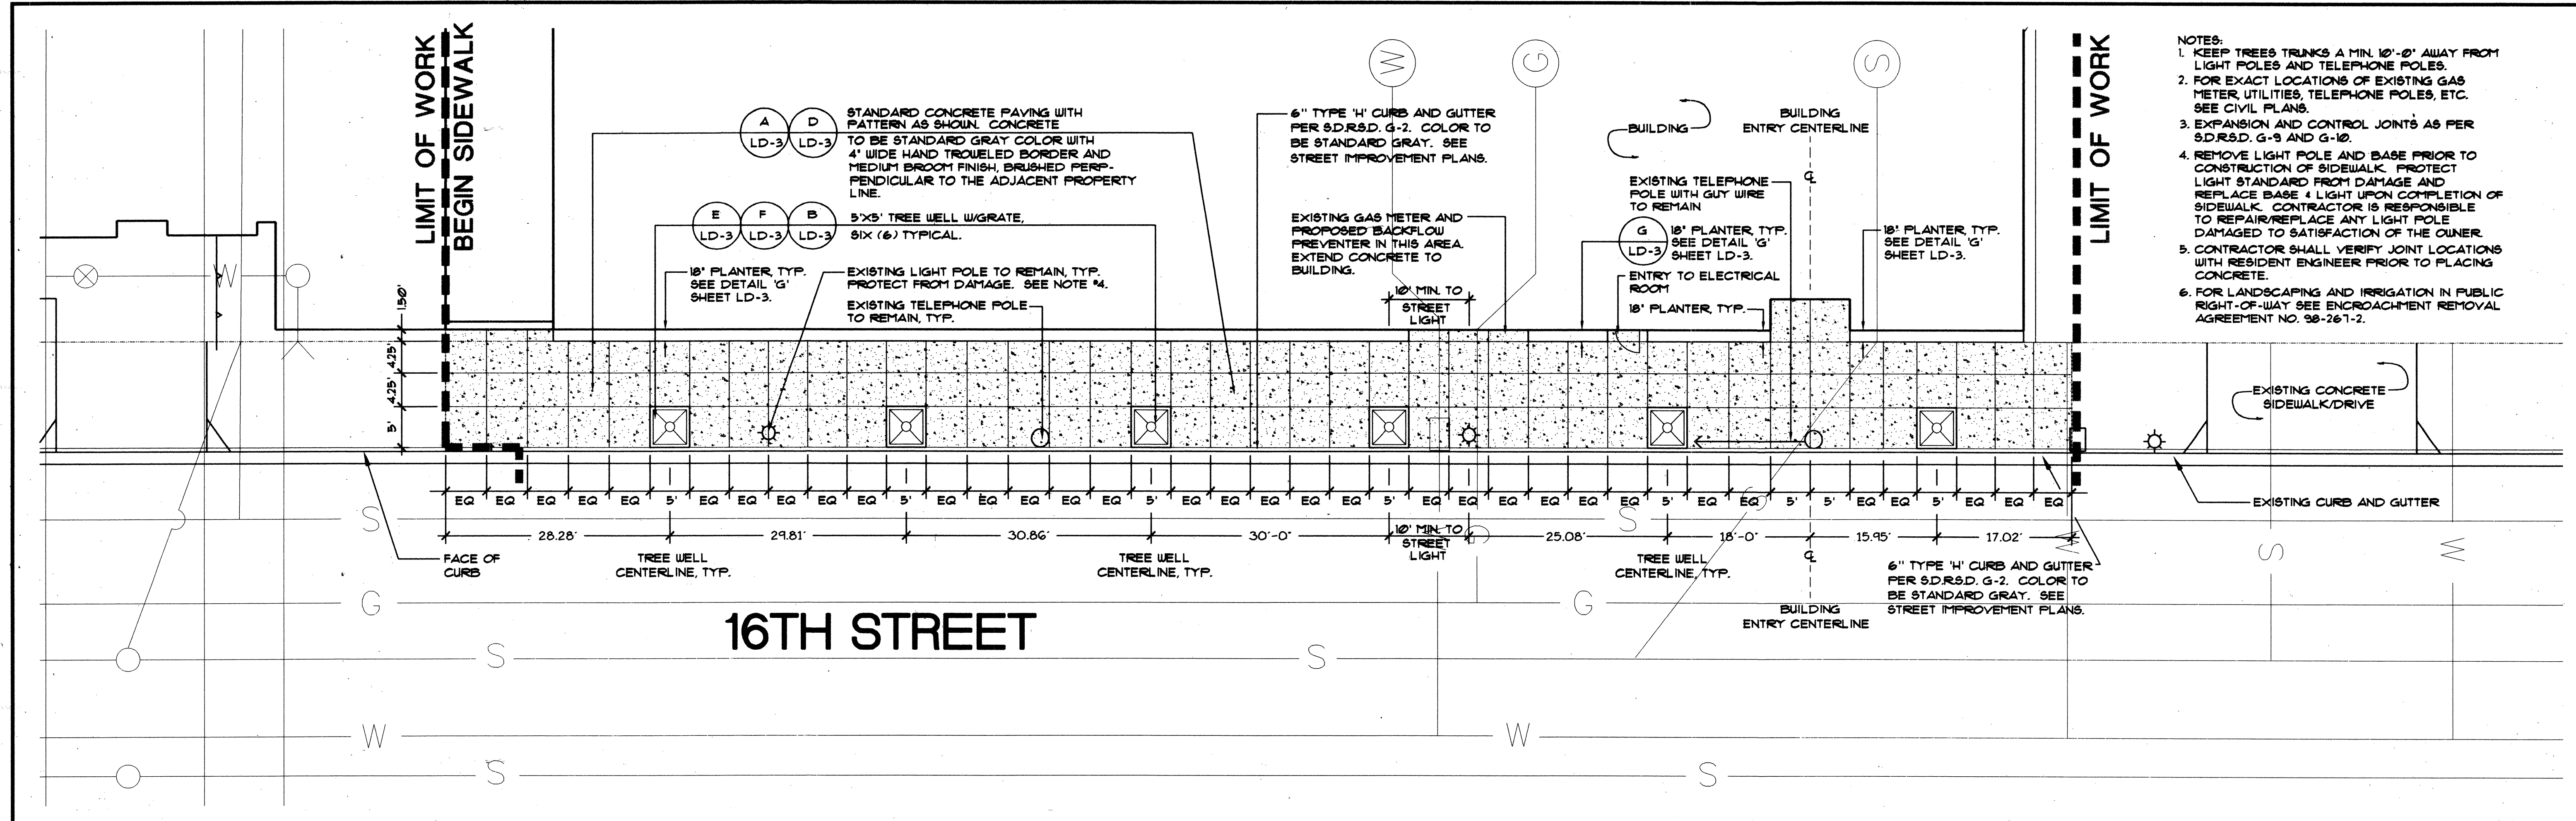 LIMIT OF WORK
BEGIN SIDEWALK
A
LD-3
D
LD-3
STANDARD CONCRETE PAVING WITH
PATTERN AS SHOWN. CONCRETE
TO BE STANDARD GRAY COLOR WITH
4" WIDE HAND TROWELED BORDER AND
MEDIUM BROOM FINISH, BRUSHED PERP-
PENDICULAR TO THE ADJACENT PROPERTY
LINE.
E
LD-3
F
LD-3
B
LD-3
5'X5' TREE WELL W/GRATE,
SIX (6) TYPICAL.
18" PLANTER, TYP.
SEE DETAIL 'G'
SHEET LD-3.
EXISTING LIGHT POLE TO REMAIN, TYP.
PROTECT FROM DAMAGE. SEE NOTE #4.
EXISTING TELEPHONE POLE
TO REMAIN, TYP.
W
G
S
6" TYPE 'H' CURB AND GUTTER
PER S.D.R.S.D. G-2. COLOR TO
BE STANDARD GRAY. SEE
STREET IMPROVEMENT PLANS.
EXISTING GAS METER AND
PROPOSED BACKFLOW
PREVENTER IN THIS AREA.
EXTEND CONCRETE TO
BUILDING.
10' MIN. TO
STREET
LIGHT
BUILDING
BUILDING
ENTRY CENTERLINE
EXISTING TELEPHONE
POLE WITH GUY WIRE
TO REMAIN
G
LD-3
18" PLANTER, TYP.
SEE DETAIL 'G'
SHEET LD-3.
ENTRY TO ELECTRICAL
ROOM
18" PLANTER, TYP.
18" PLANTER, TYP.
SEE DETAIL 'G'
SHEET LD-3.
LIMIT OF WORK
NOTES:
1. KEEP TREES TRUNKS A MIN. 10'-0" AWAY FROM
LIGHT POLES AND TELEPHONE POLES.
2. FOR EXACT LOCATIONS OF EXISTING GAS
METER, UTILITIES, TELEPHONE POLES, ETC.
SEE CIVIL PLANS.
3. EXPANSION AND CONTROL JOINTS AS PER
S.D.R.S.D. G-9 AND G-10.
4. REMOVE LIGHT POLE AND BASE PRIOR TO
CONSTRUCTION OF SIDEWALK. PROTECT
LIGHT STANDARD FROM DAMAGE AND
REPLACE BASE & LIGHT UPON COMPLETION OF
SIDEWALK. CONTRACTOR IS RESPONSIBLE
TO REPAIR/REPLACE ANY LIGHT POLE
DAMAGED TO SATISFACTION OF THE OWNER.
5. CONTRACTOR SHALL VERIFY JOINT LOCATIONS
WITH RESIDENT ENGINEER PRIOR TO PLACING
CONCRETE.
6. FOR LANDSCAPING AND IRRIGATION IN PUBLIC
RIGHT-OF-WAY SEE ENCROACHMENT REMOVAL
AGREEMENT NO. 98-267-2.
W
1.50'
4.25'
4.25'
5'
EXISTING CONCRETE
SIDEWALK/DRIVE
EXISTING CURB AND GUTTER
EQ EQ EQ EQ EQ 5' EQ EQ EQ EQ EQ 5' EQ EQ EQ EQ EQ 5' EQ EQ EQ EQ EQ 5' EQ EQ EQ EQ EQ EQ 5' EQ EQ 5' 5' EQ EQ 5' EQ EQ EQ
28.28' 29.81' 30.86' 30'-0" 25.08' 18'-0" 15.95' 17.02'
10' MIN. TO
STREET
LIGHT
FACE OF
CURB
TREE WELL
CENTERLINE, TYP.
TREE WELL
CENTERLINE, TYP.
TREE WELL
CENTERLINE, TYP.
BUILDING
ENTRY CENTERLINE
6" TYPE 'H' CURB AND GUTTER
PER S.D.R.S.D. G-2. COLOR TO
BE STANDARD GRAY. SEE
STREET IMPROVEMENT PLANS.
S
S
W
S
W
G
G
16TH STREET
S
S
W
W
S
S